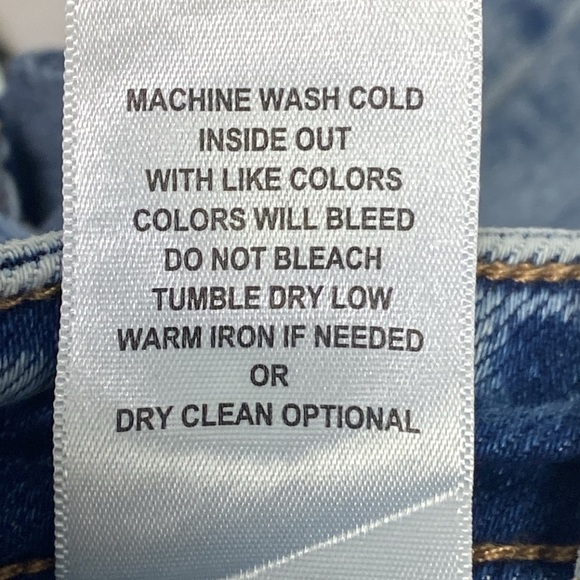 MACHINE WASH COLD
INSIDE OUT
WITH LIKE COLORS
COLORS WILL BLEED
DO NOT BLEACH
TUMBLE DRY LOW
WARM IRON IF NEEDED
OR
DRY CLEAN OPTIONAL